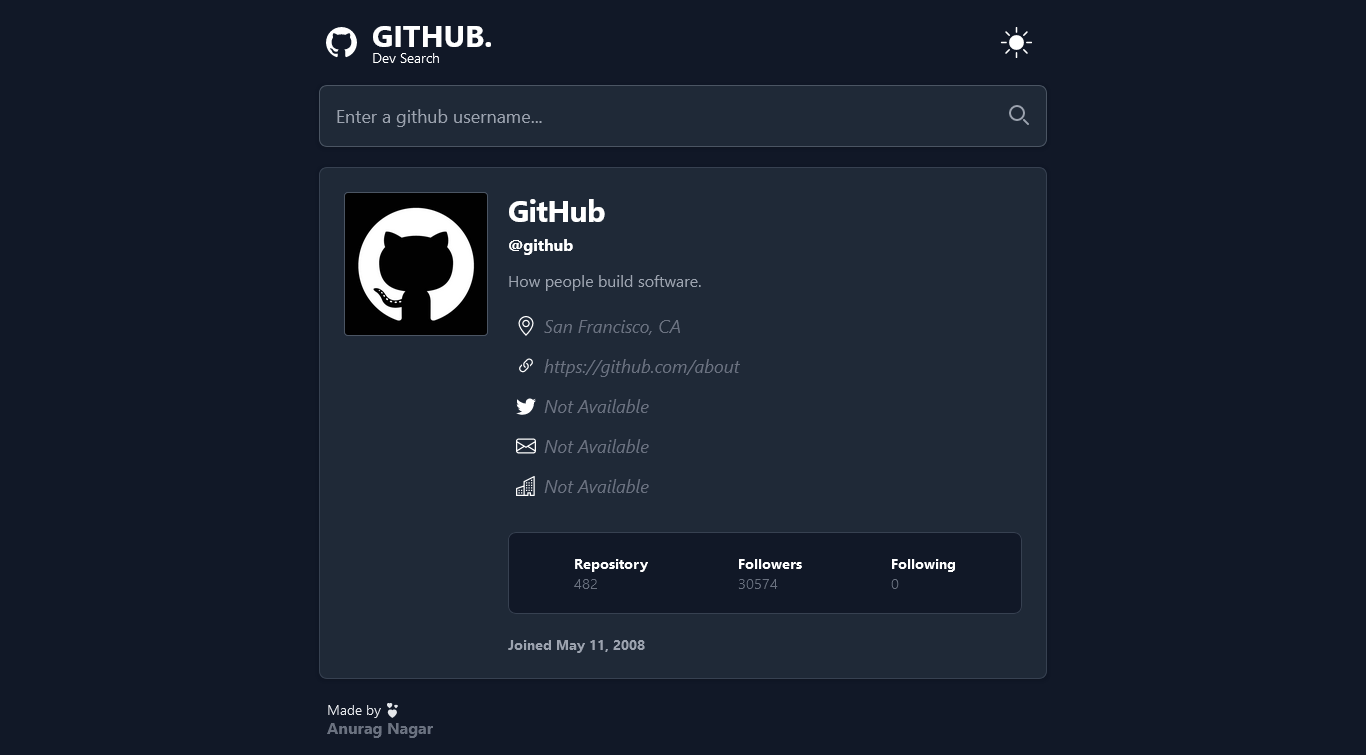 GITHUB.
Dev Search
Enter a github username...
GitHub
@github
How people build software.
San Francisco, CA
https://github.com/about
Not Available
Not Available
Not Available
Repository Followers Following
482 30574 0
Joined May 11, 2008
Made by
Anurag Nagar